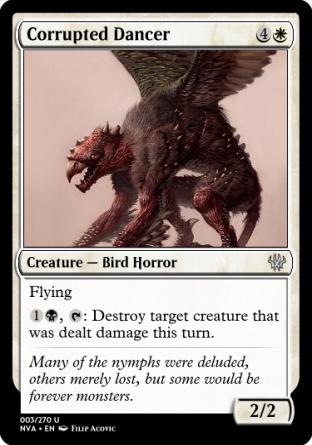 Corrupted Dancer 4
Creature — Bird Horror
Flying
1, : Destroy target creature that
was dealt damage this turn.
Many of the nymphs were deluded,
others merely lost, but some would be
forever monsters.
2/2
003/270 U
NVA • EN Filip Acovic